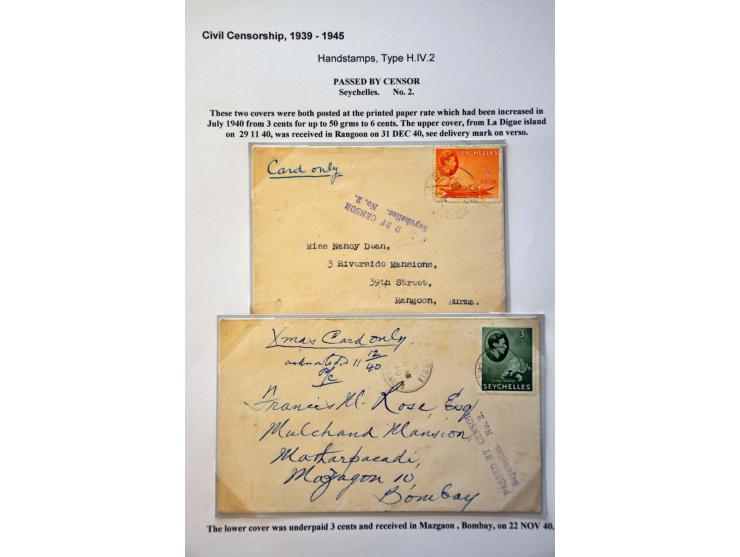 Civil Censorship, 1939 - 1945
Handstamps, Type H.IV.2
PASSED BY CENSOR
Seychelles. No. 2.
These two covers were both posted at the printed paper rate which had been increased in
July 1940 from 3 cents for up to 50 grms to 6 cents. The upper cover, from La Digue island
on 29 11 40, was received in Rangoon on 31 DEC 40, see delivery mark on verso.
Card only
SEYCHELLES
6
D BY CENSOR
Seychelles. No. 2.
Miss Nancy Dean,
3 Riverside Mansions,
39th Street,
Rangoon, Burma.
Xmas Card only
11 12
40
3
SEYCHELLES
PASSED BY CENSOR
Seychelles. No. 2.
Francis M. Rose, Esq
Mulchand Mansion,
Matharpacadi,
Mazagon 10,
Bombay
The lower cover was underpaid 3 cents and received in Mazgaon , Bombay, on 22 NOV 40.